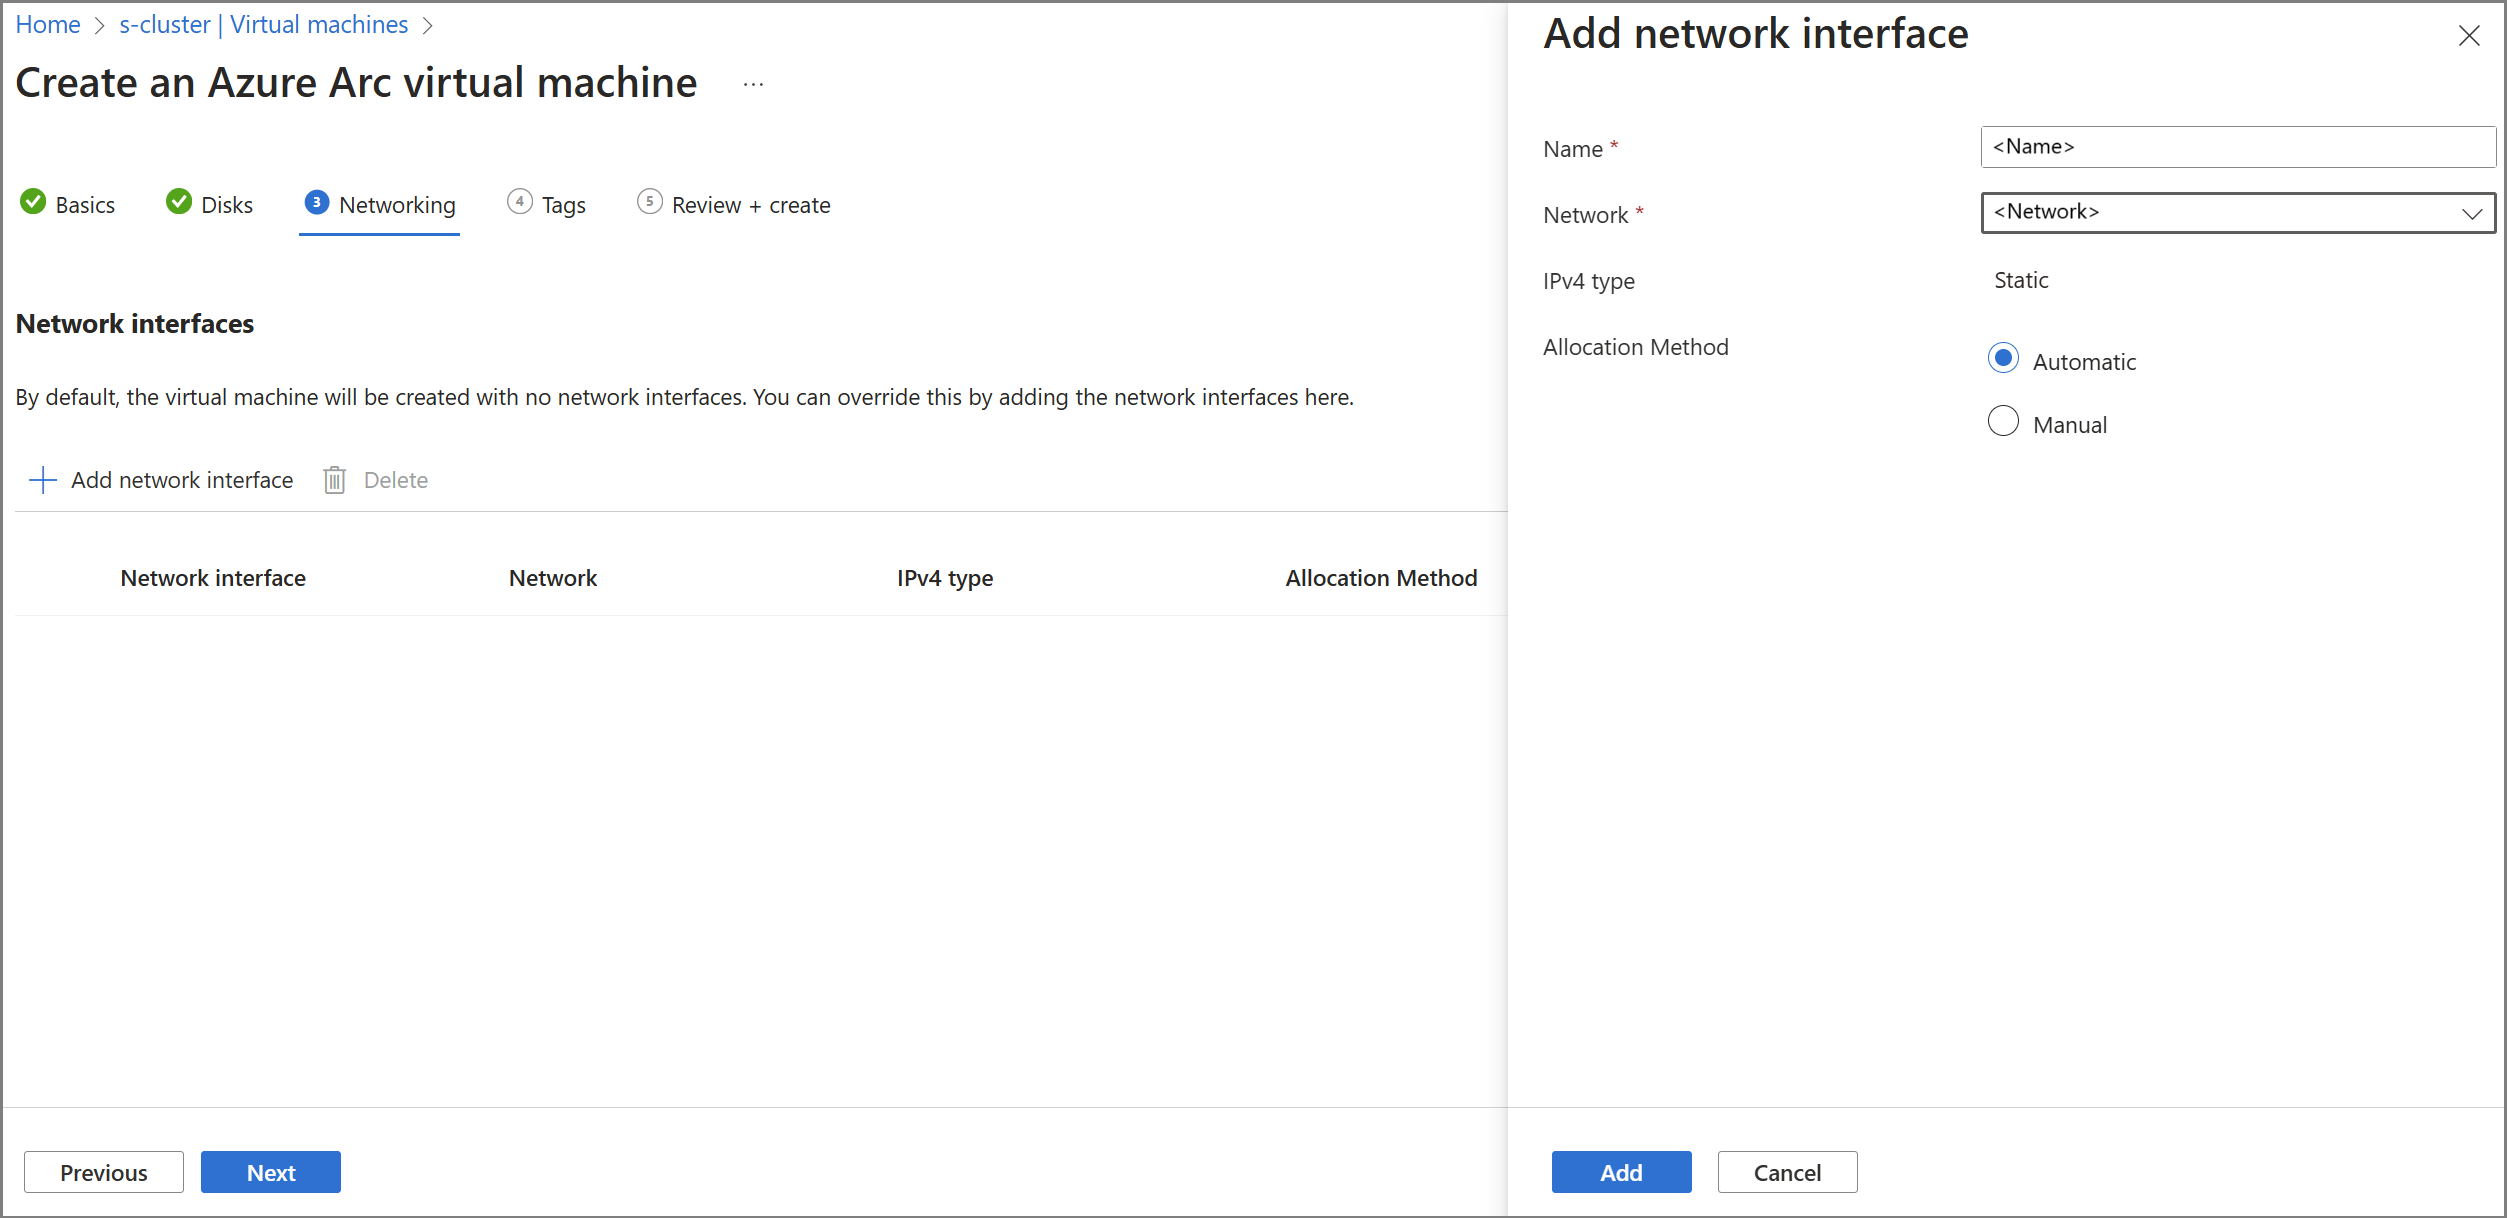 Home > s-cluster | Virtual machines >
Create an Azure Arc virtual machine ...
Basics Disks 3 Networking 4 Tags 5 Review + create
Network interfaces
By default, the virtual machine will be created with no network interfaces. You can override this by adding the network interfaces here.
Add network interface Delete
Network interface Network IPv4 type Allocation Method
Previous Next
Add network interface
Name * <Name>
Network * <Network>
IPv4 type Static
Allocation Method Automatic
Manual
Add Cancel